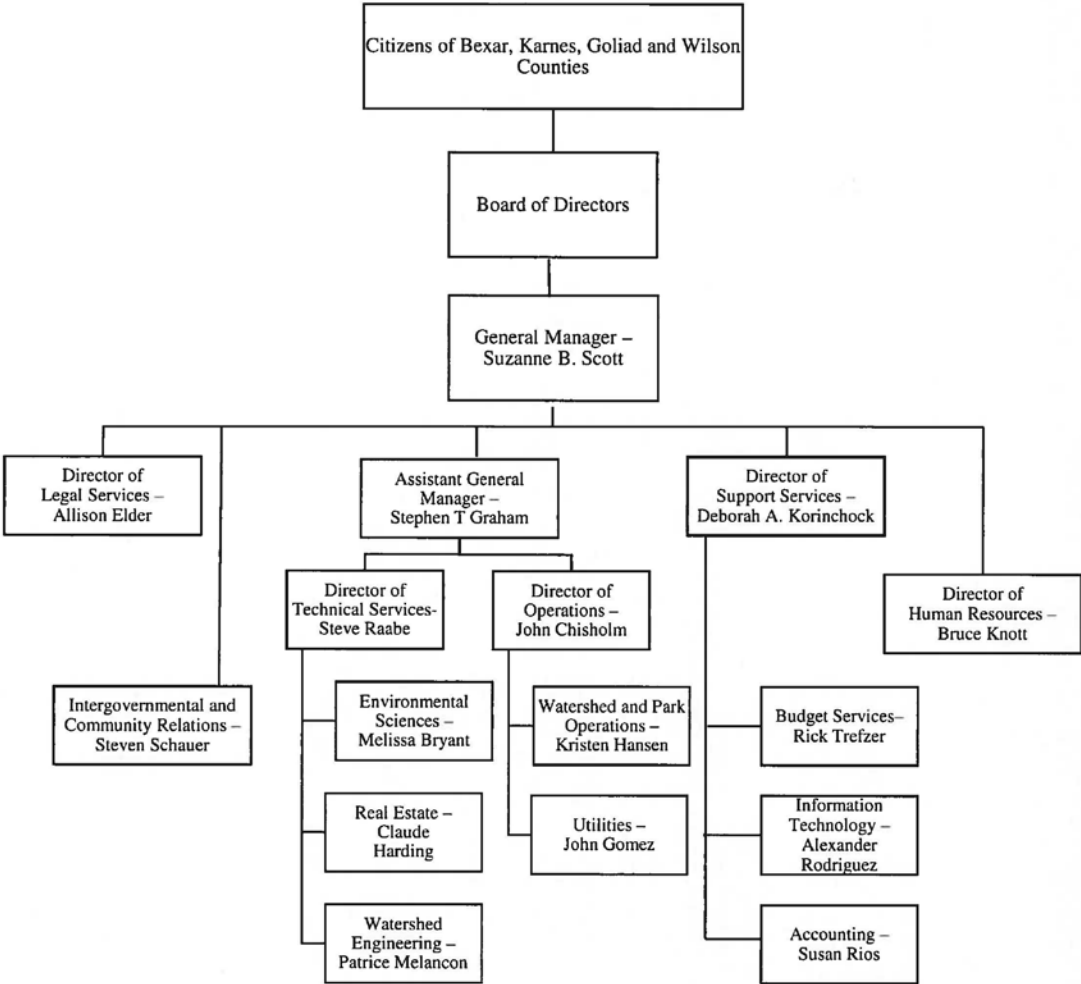 Citizens of Bexar, Karnes, Goliad and Wilson
Counties
Board of Directors
General Manager –
Suzanne B. Scott
Director of
Legal Services –
Allison Elder
Assistant General
Manager –
Stephen T Graham
Director of
Support Services –
Deborah A. Korinchock
Director of
Technical Services-
Steve Raabe
Director of
Operations –
John Chisholm
Director of
Human Resources –
Bruce Knott
Intergovernmental and
Community Relations –
Steven Schauer
Environmental
Sciences –
Melissa Bryant
Watershed and Park
Operations –
Kristen Hansen
Budget Services–
Rick Trefzer
Real Estate –
Claude
Harding
Utilities –
John Gomez
Information
Technology –
Alexander
Rodriguez
Watershed
Engineering –
Patrice Melancon
Accounting –
Susan Rios